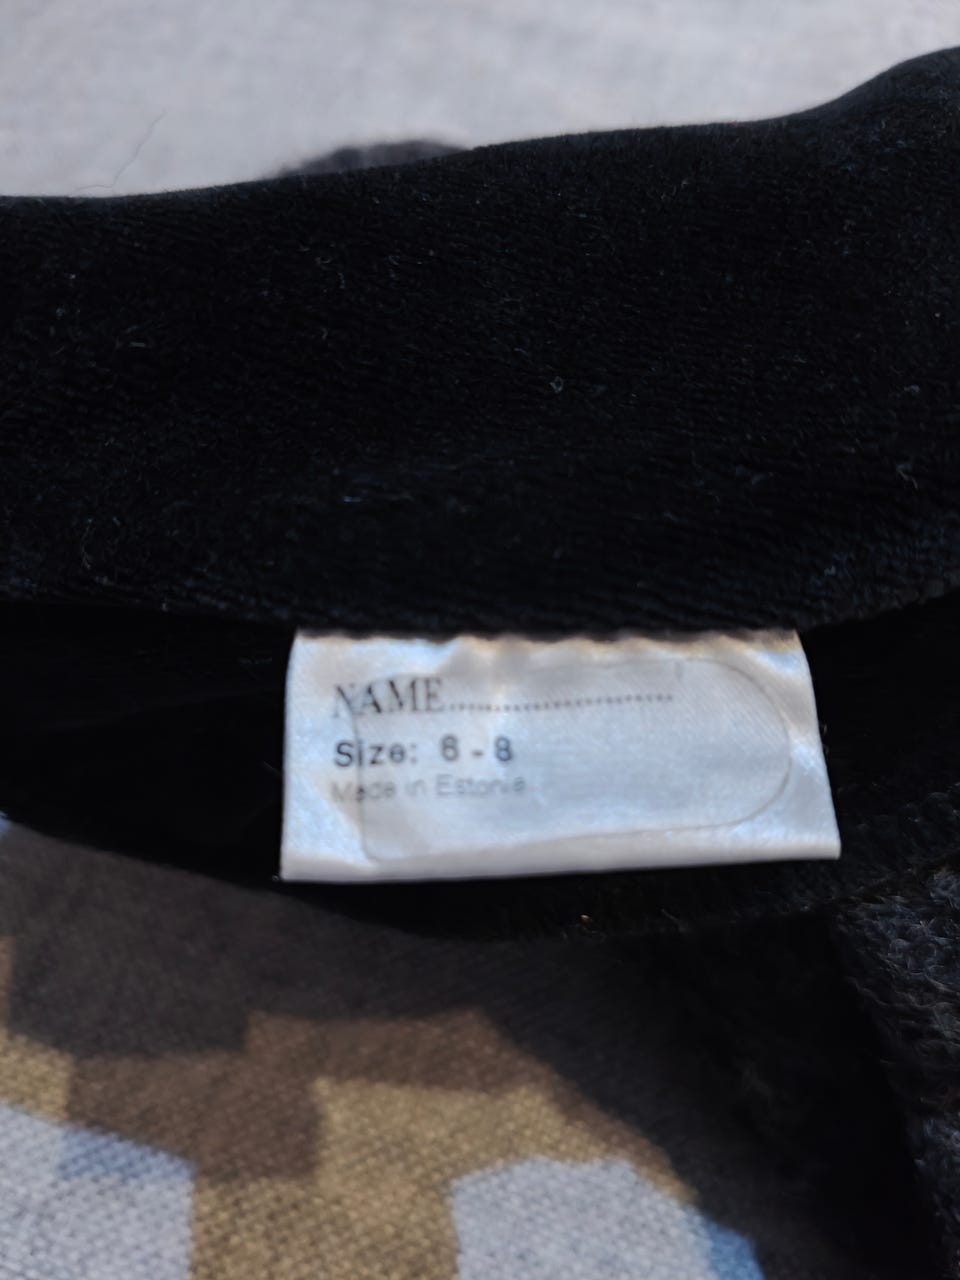 NAME..............................
Size: 6 - 8
Made in Estonia